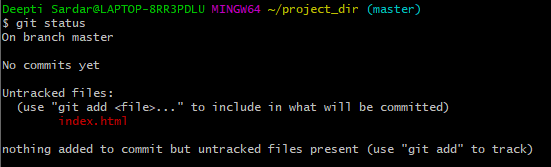 Deepti Sardar@LAPTOP-8RR3PDLU MINGW64 ~/project_dir (master)
$ git status
On branch master
No commits yet
Untracked files:
(use "git add <file>..." to include in what will be committed)
index.html
nothing added to commit but untracked files present (use "git add" to track)